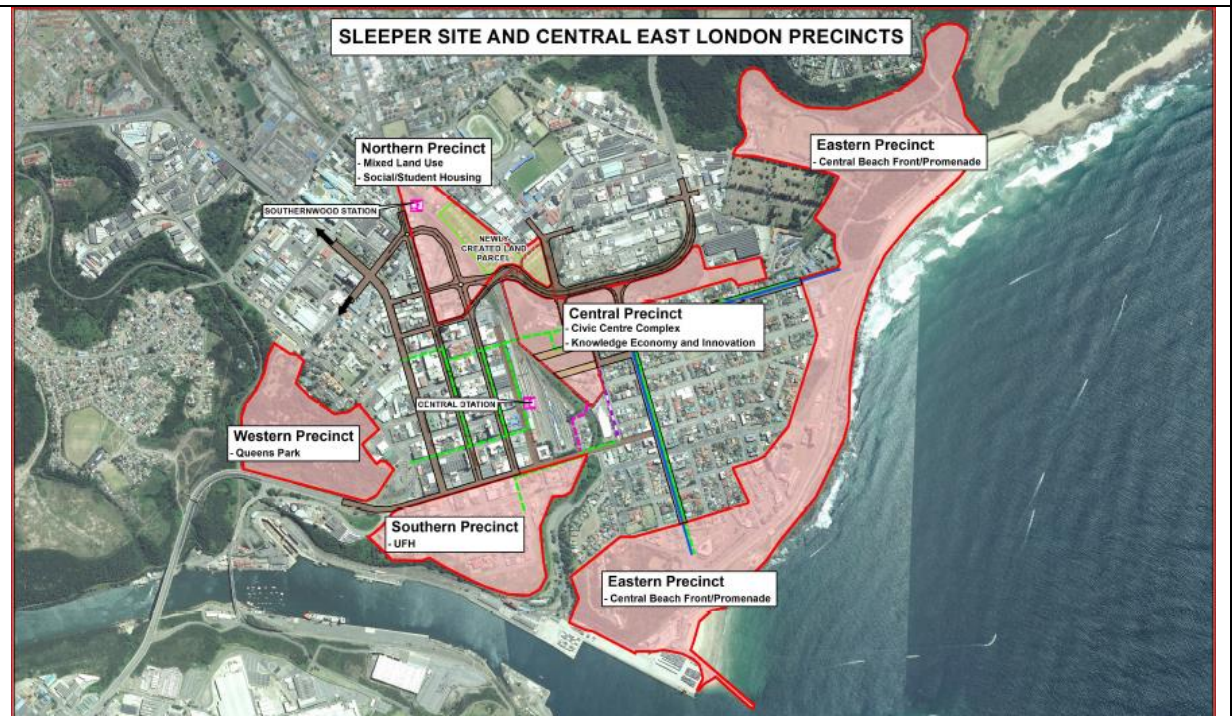 SLEEPER SITE AND CENTRAL EAST LONDON PRECINCTS
Northern Precinct
- Mixed Land Use
- Social/Student Housing
Eastern Precinct
- Central Beach Front/Promenade
SOUTHERNWOOD STATION
NEWLY
CREATED LAND
PARCEL
Central Precinct
- Civic Centre Complex
- Knowledge Economy and Innovation
CENTRAL STATION
Western Precinct
- Queens Park
Southern Precinct
- UFH
Eastern Precinct
- Central Beach Front/Promenade